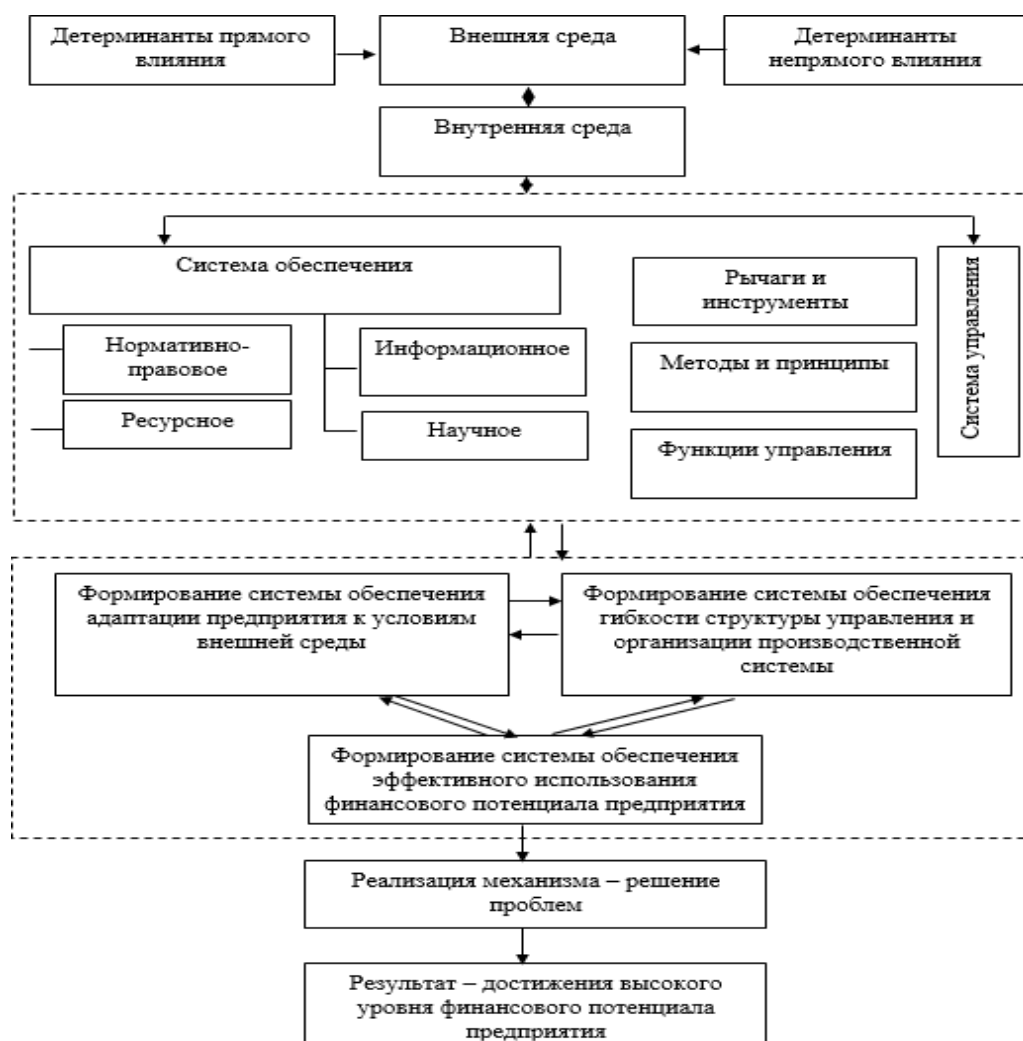 Детерминанты прямого
влияния
Внешняя среда
Детерминанты
непрямого влияния
Внутренняя среда
Система обеспечения
Нормативно-
правовое
Ресурсное
Информационное
Научное
Рычаги и
инструменты
Методы и принципы
Функции управления
Система управления
Формирование системы обеспечения
адаптации предприятия к условиям
внешней среды
Формирование системы обеспечения
гибкости структуры управления и
организации производственной
системы
Формирование системы обеспечения
эффективного использования
финансового потенциала предприятия
Реализация механизма – решение
проблем
Результат – достижения высокого
уровня финансового потенциала
предприятия